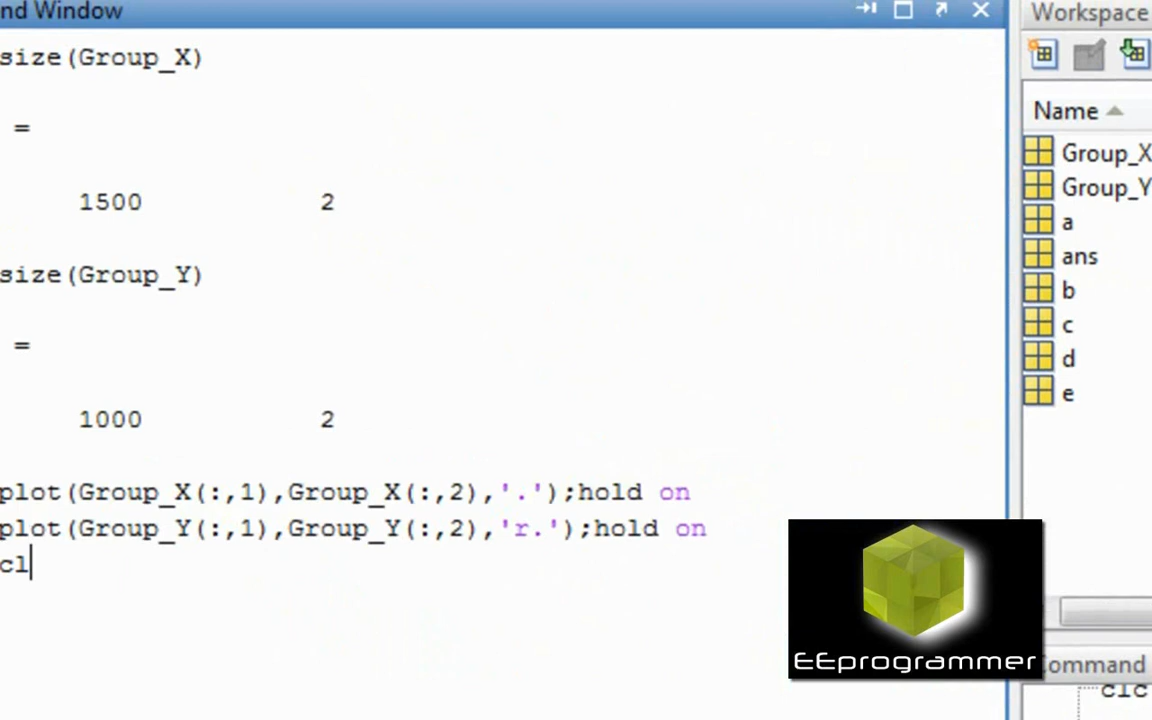 nd Window
size(Group_X)
=
1500 2
size(Group_Y)
=
1000 2
plot(Group_X(:,1),Group_X(:,2),'.');hold on
plot(Group_Y(:,1),Group_Y(:,2),'r.');hold on
cl
Workspace
Name
Group_X
Group_Y
a
ans
b
c
d
e
EEprogrammer
Command
clc